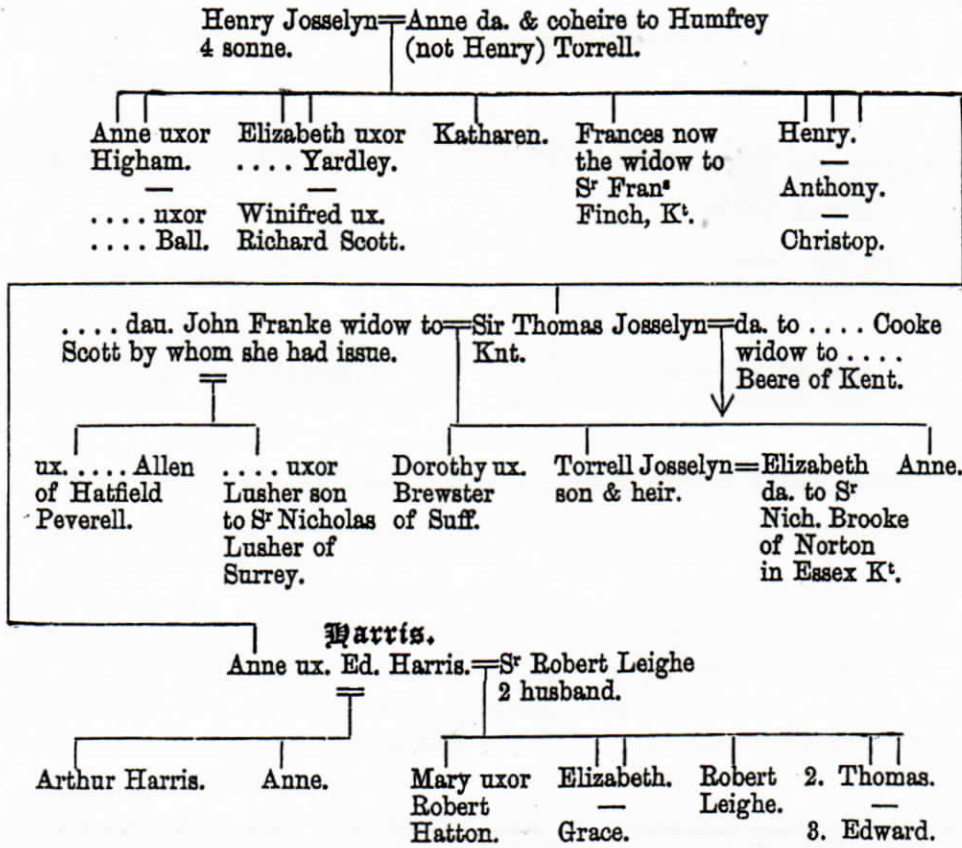 Henry Josselyn=Anne da. & coheire to Humfrey
4 sonne. (not Henry) Torrell.
Anne uxor
Higham.
—
.... uxor
.... Ball.
Elizabeth uxor
.... Yardley.
—
Winifred ux.
Richard Scott.
Katharen.
Frances now
the widow to
Sʳ Franˢ
Finch, Kᵗ.
Henry.
—
Anthony.
—
Christop.
.... dau. John Franke widow to=Sir Thomas Josselyn=da. to .... Cooke
Scott by whom she had issue. Knt. widow to ....
Beere of Kent.
ux. .... Allen
of Hatfield
Peverell.
.... uxor
Lusher son
to Sʳ Nicholas
Lusher of
Surrey.
Dorothy ux.
Brewster
of Suff.
Torrell Josselyn=Elizabeth
son & heir. da. to Sʳ
Nich. Brooke
of Norton
in Essex Kᵗ.
Anne.
Harris.
Anne ux. Ed. Harris.=Sʳ Robert Leighe
2 husband.
Arthur Harris.
Anne.
Mary uxor
Robert
Hatton.
Elizabeth.
—
Grace.
Robert
Leighe.
2. Thomas.
—
3. Edward.